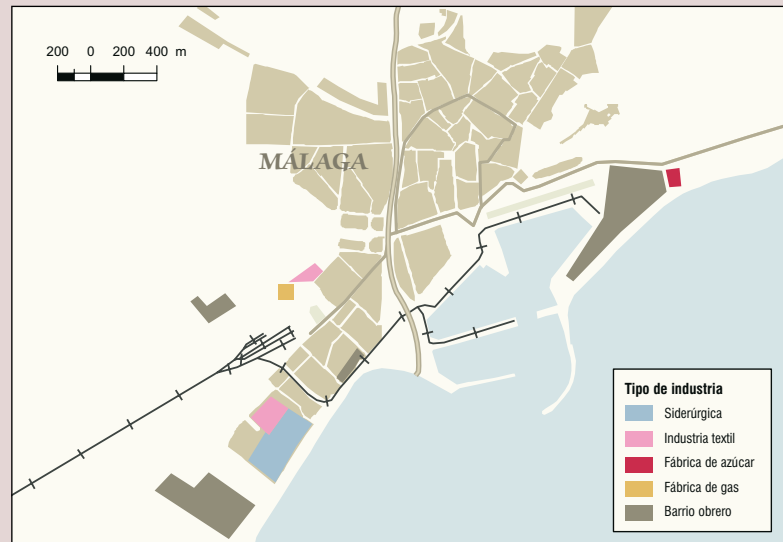 200 0 200 400 m
MÁLAGA
Tipo de industria
Siderúrgica
Industria textil
Fábrica de azúcar
Fábrica de gas
Barrio obrero